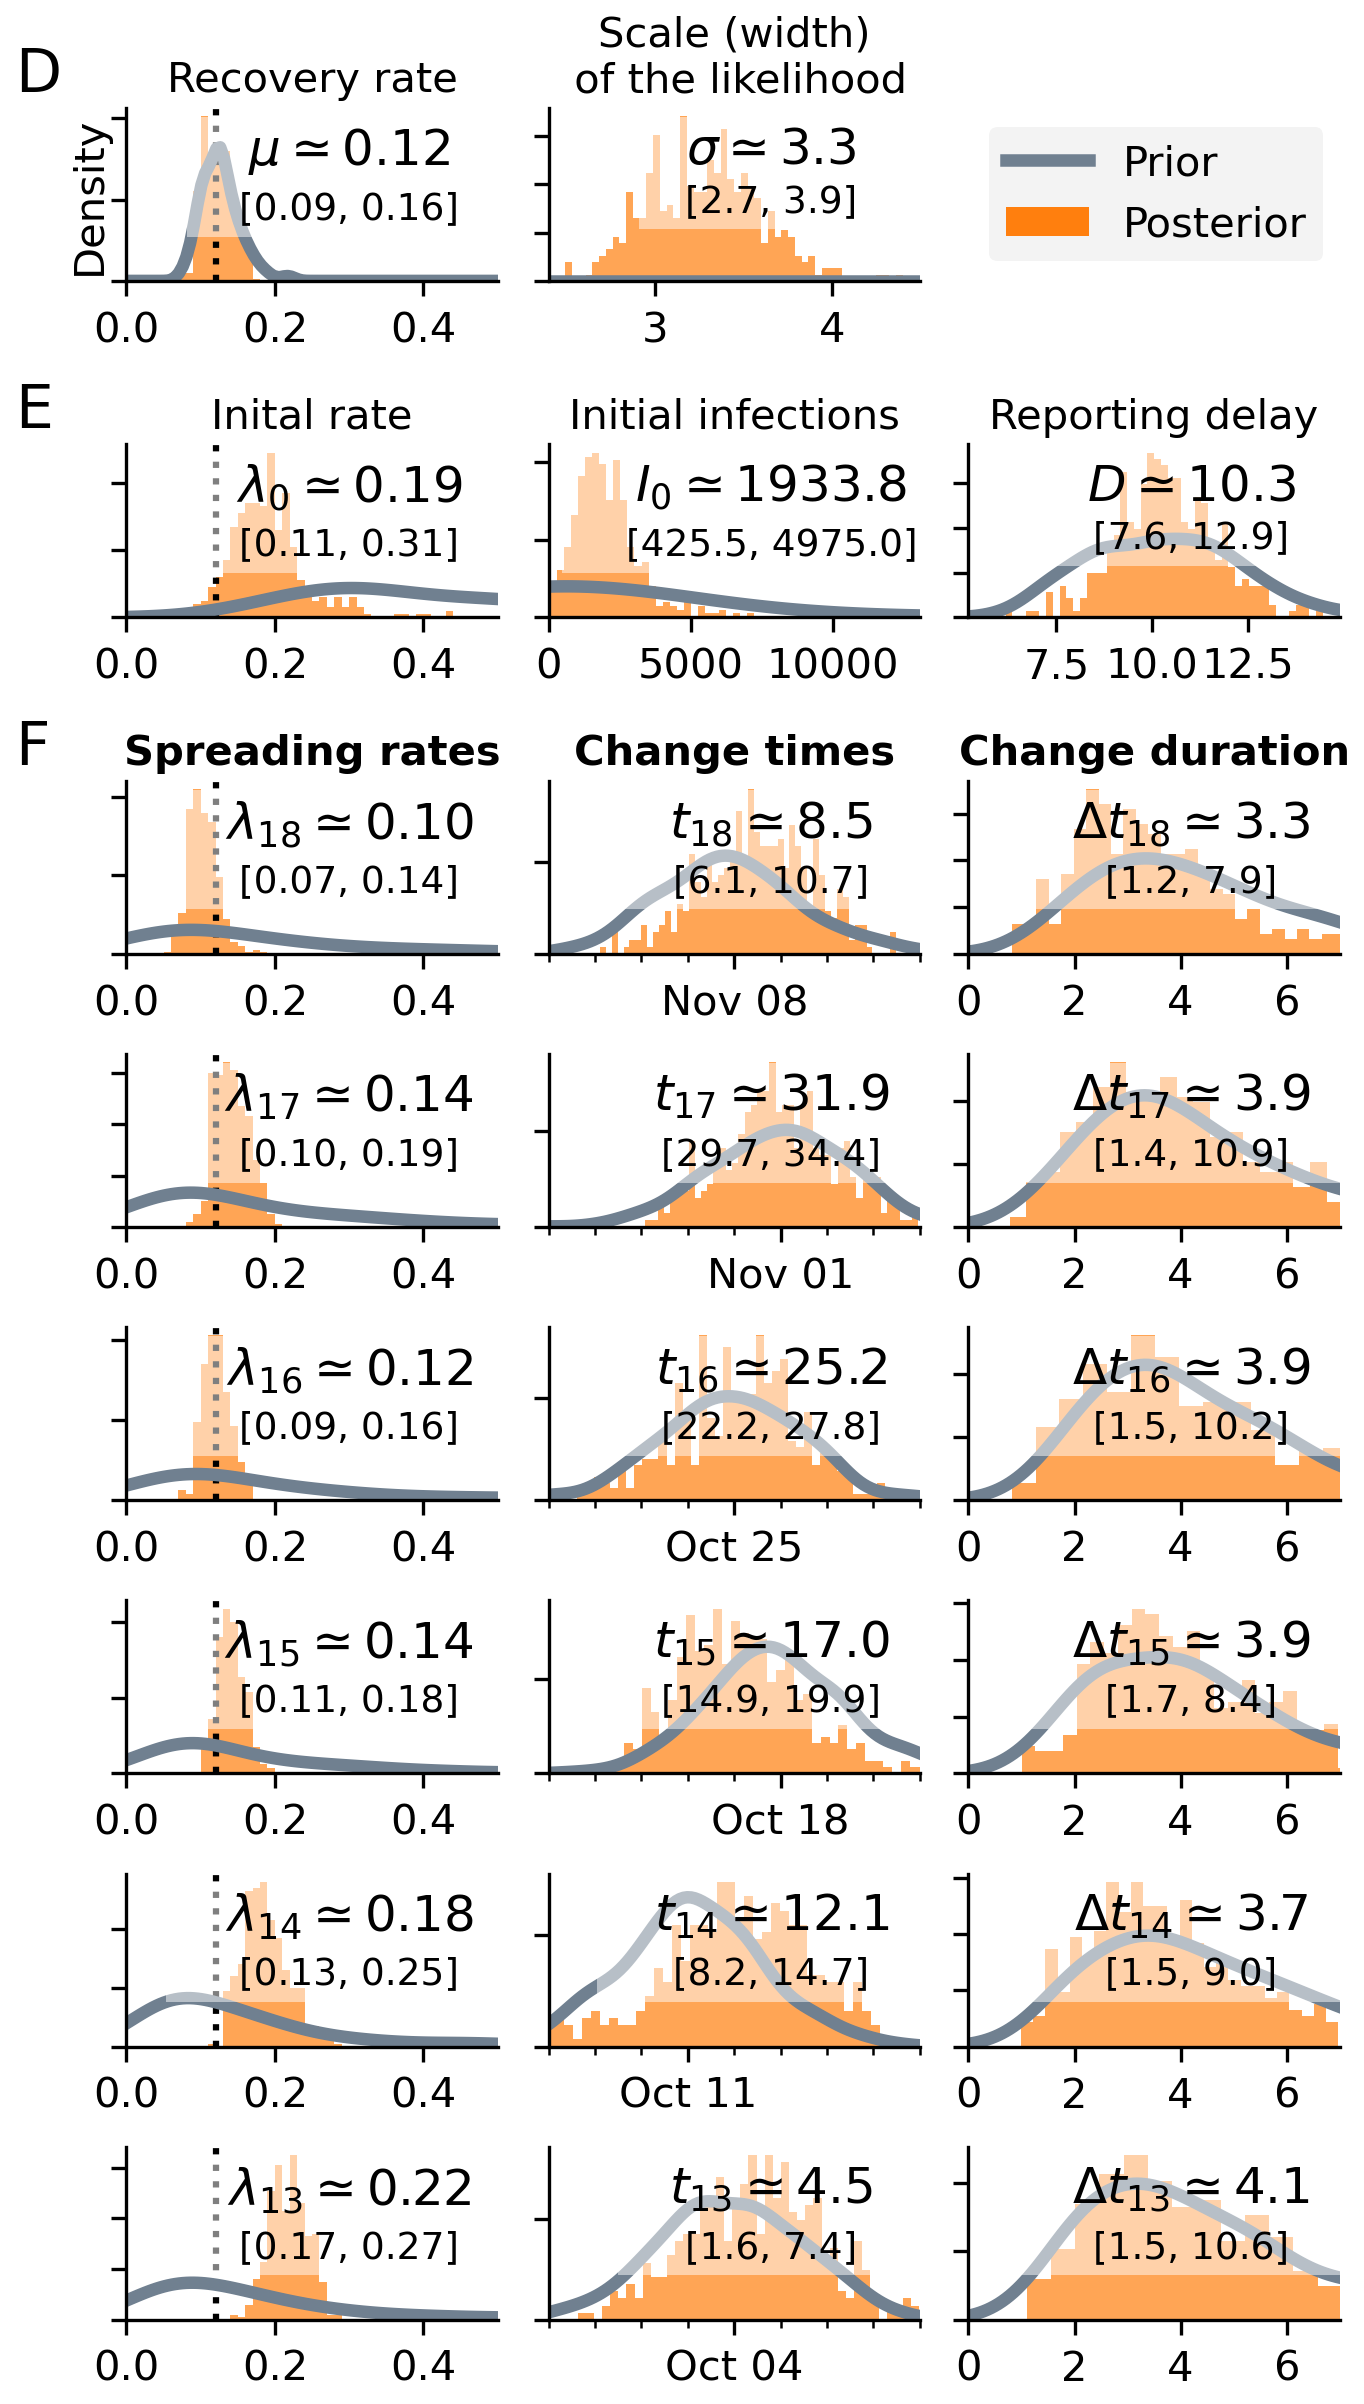 D
Recovery rate
Scale (width)
of the likelihood
Density
μ ≃ 0.12
[0.09, 0.16]
0.0 0.2 0.4
σ ≃ 3.3
[2.7, 3.9]
3 4
Prior
Posterior
E
Inital rate
λ0 ≃ 0.19
[0.11, 0.31]
0.0 0.2 0.4
Initial infections
I0 ≃ 1933.8
[425.5, 4975.0]
0 5000 10000
Reporting delay
D ≃ 10.3
[7.6, 12.9]
7.5 10.0 12.5
F
Spreading rates Change times Change duration
λ18 ≃ 0.10
[0.07, 0.14]
0.0 0.2 0.4
t18 ≃ 8.5
[6.1, 10.7]
Nov 08
Δt18 ≃ 3.3
[1.2, 7.9]
0 2 4 6
λ17 ≃ 0.14
[0.10, 0.19]
0.0 0.2 0.4
t17 ≃ 31.9
[29.7, 34.4]
Nov 01
Δt17 ≃ 3.9
[1.4, 10.9]
0 2 4 6
λ16 ≃ 0.12
[0.09, 0.16]
0.0 0.2 0.4
t16 ≃ 25.2
[22.2, 27.8]
Oct 25
Δt16 ≃ 3.9
[1.5, 10.2]
0 2 4 6
λ15 ≃ 0.14
[0.11, 0.18]
0.0 0.2 0.4
t15 ≃ 17.0
[14.9, 19.9]
Oct 18
Δt15 ≃ 3.9
[1.7, 8.4]
0 2 4 6
λ14 ≃ 0.18
[0.13, 0.25]
0.0 0.2 0.4
t14 ≃ 12.1
[8.2, 14.7]
Oct 11
Δt14 ≃ 3.7
[1.5, 9.0]
0 2 4 6
λ13 ≃ 0.22
[0.17, 0.27]
0.0 0.2 0.4
t13 ≃ 4.5
[1.6, 7.4]
Oct 04
Δt13 ≃ 4.1
[1.5, 10.6]
0 2 4 6